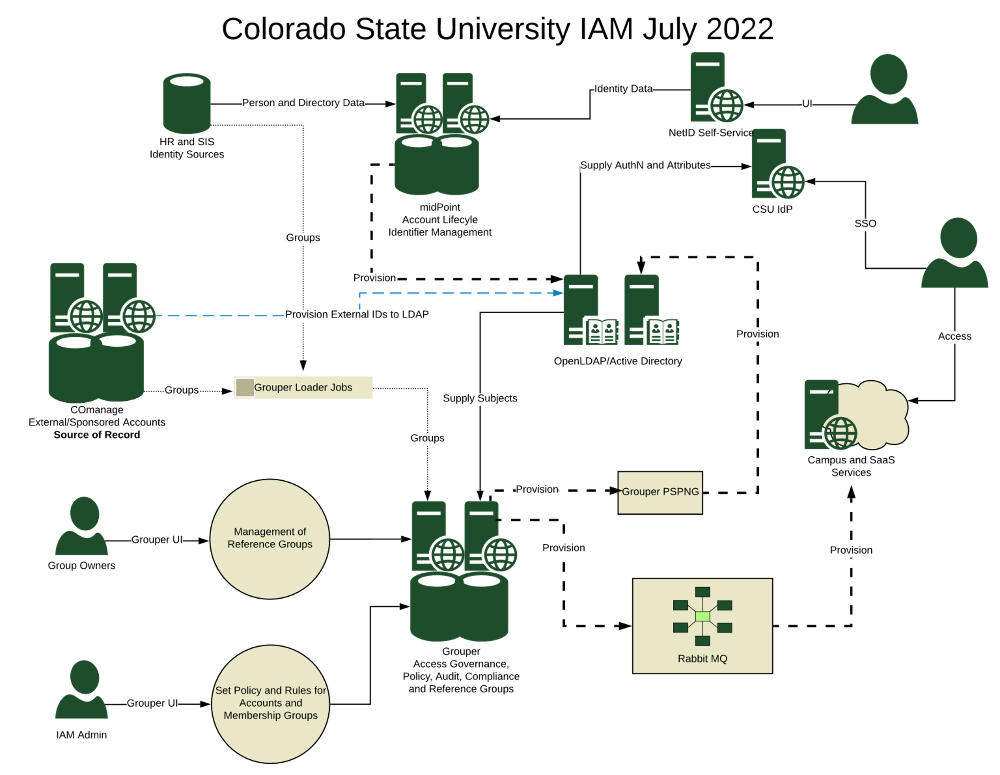 Colorado State University IAM July 2022
Person and Directory Data
Identity Data
UI
HR and SIS
Identity Sources
NetID Self-Service
Supply AuthN and Attributes
midPoint
Account Lifecyle
Identifier Management
CSU IdP
SSO
Groups
Provision
Provision External IDs to LDAP
Provision
Access
OpenLDAP/Active Directory
Groups
Grouper Loader Jobs
Supply Subjects
COmanage
External/Sponsored Accounts
Source of Record
Groups
Campus and SaaS
Services
Provision
Grouper PSPNG
Management of
Reference Groups
Grouper UI
Group Owners
Provision
Provision
Grouper
Access Governance,
Policy, Audit, Compliance
and Reference Groups
Rabbit MQ
Set Policy and Rules for
Accounts and
Membership Groups
Grouper UI
IAM Admin